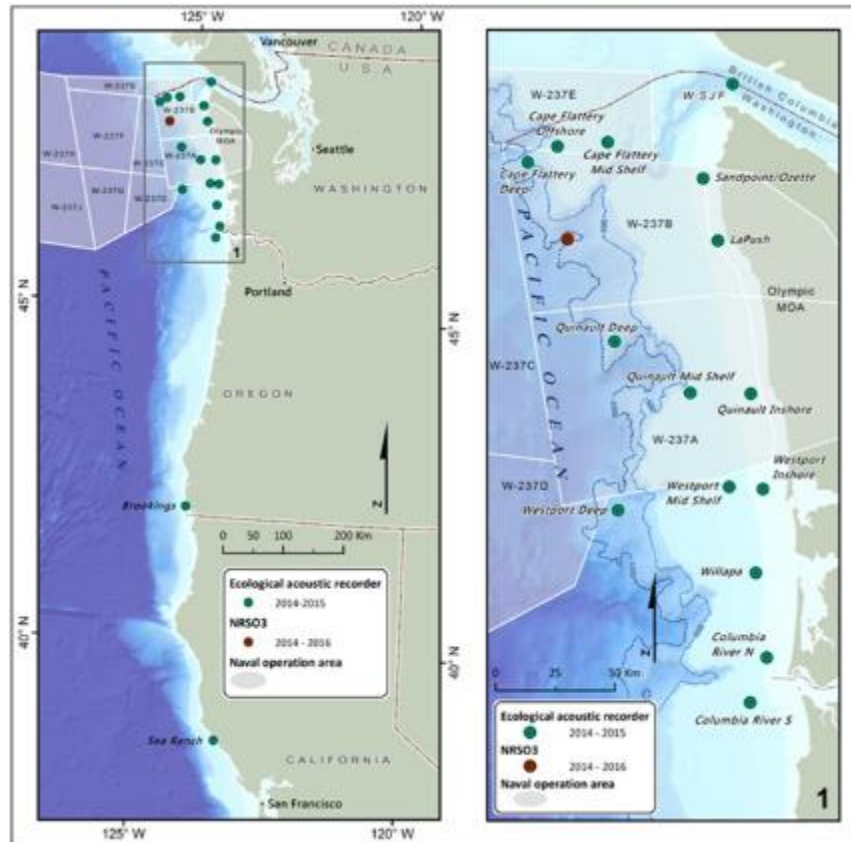 125° W
120° W
Vancouver
CANADA
U.S.A
W-237E
W-237B
W-237F
Olympic
MOA
W-237A
W-237C
Seattle
W-237G
W-237D
W-237J
WASHINGTON
1
Portland
45° N
PACIFIC OCEAN
OREGON
N
Brookings
0 50 100 200 Km
Ecological acoustic recorder
2014-2015
NRSO3
2014 - 2016
Naval operation area
40° N
Sea Ranch
CALIFORNIA
San Francisco
125° W
120° W
W-237E
Cape Flattery
Offshore
Cape Flattery
Mid Shelf
Cape Flattery
Deep
W-SJF
British Columbia
Washington
Sandpoint/Ozette
W-237B
LaPush
Olympic
MOA
45° N
PACIFIC OCEAN
Quinault Deep
W-237C
Quinault Mid Shelf
Quinault Inshore
W-237A
W-237D
Westport
Inshore
Westport
Mid Shelf
Westport Deep
Willapa
N
Columbia
River N
40° N
0 25 50 Km
Columbia River S
Ecological acoustic recorder
2014 - 2015
NRSO3
2014 - 2016
Naval operation area
1